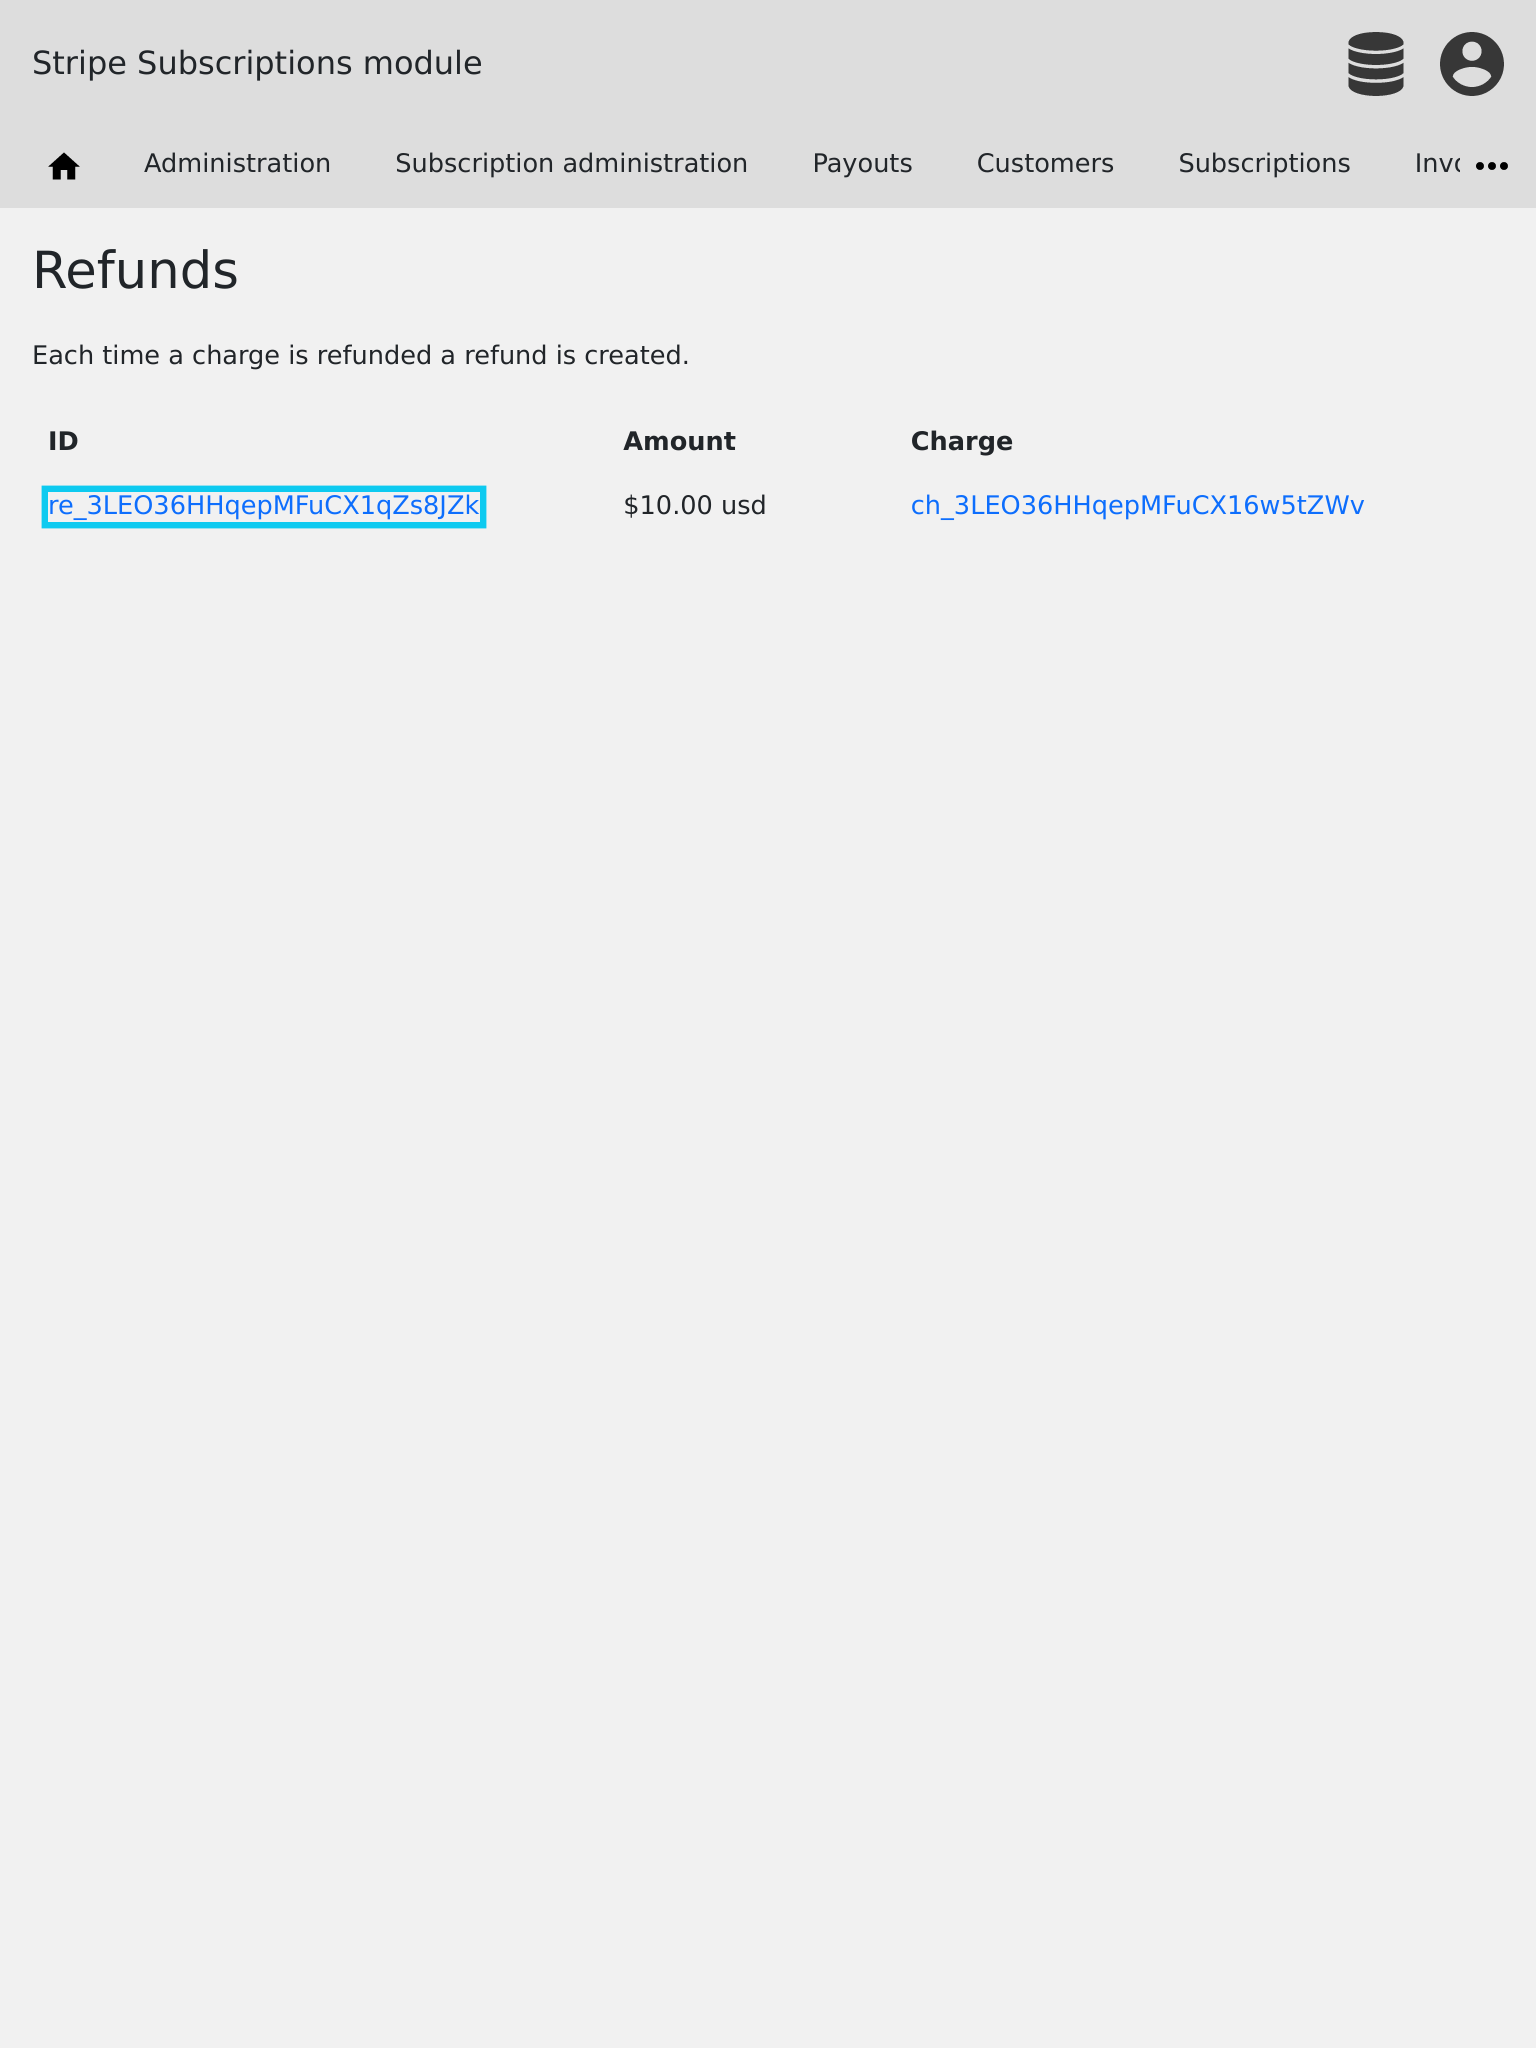 Stripe Subscriptions module
Administration Subscription administration Payouts Customers Subscriptions
Refunds
Each time a charge is refunded a refund is created.
ID Amount Charge
re_3LEO36HHqepMFuCX1qZs8JZk $10.00 usd ch_3LEO36HHqepMFuCX16w5tZWv